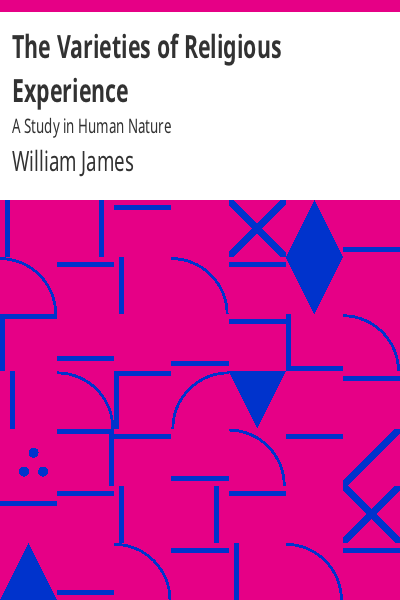 The Varieties of Religious
Experience
A Study in Human Nature
William James